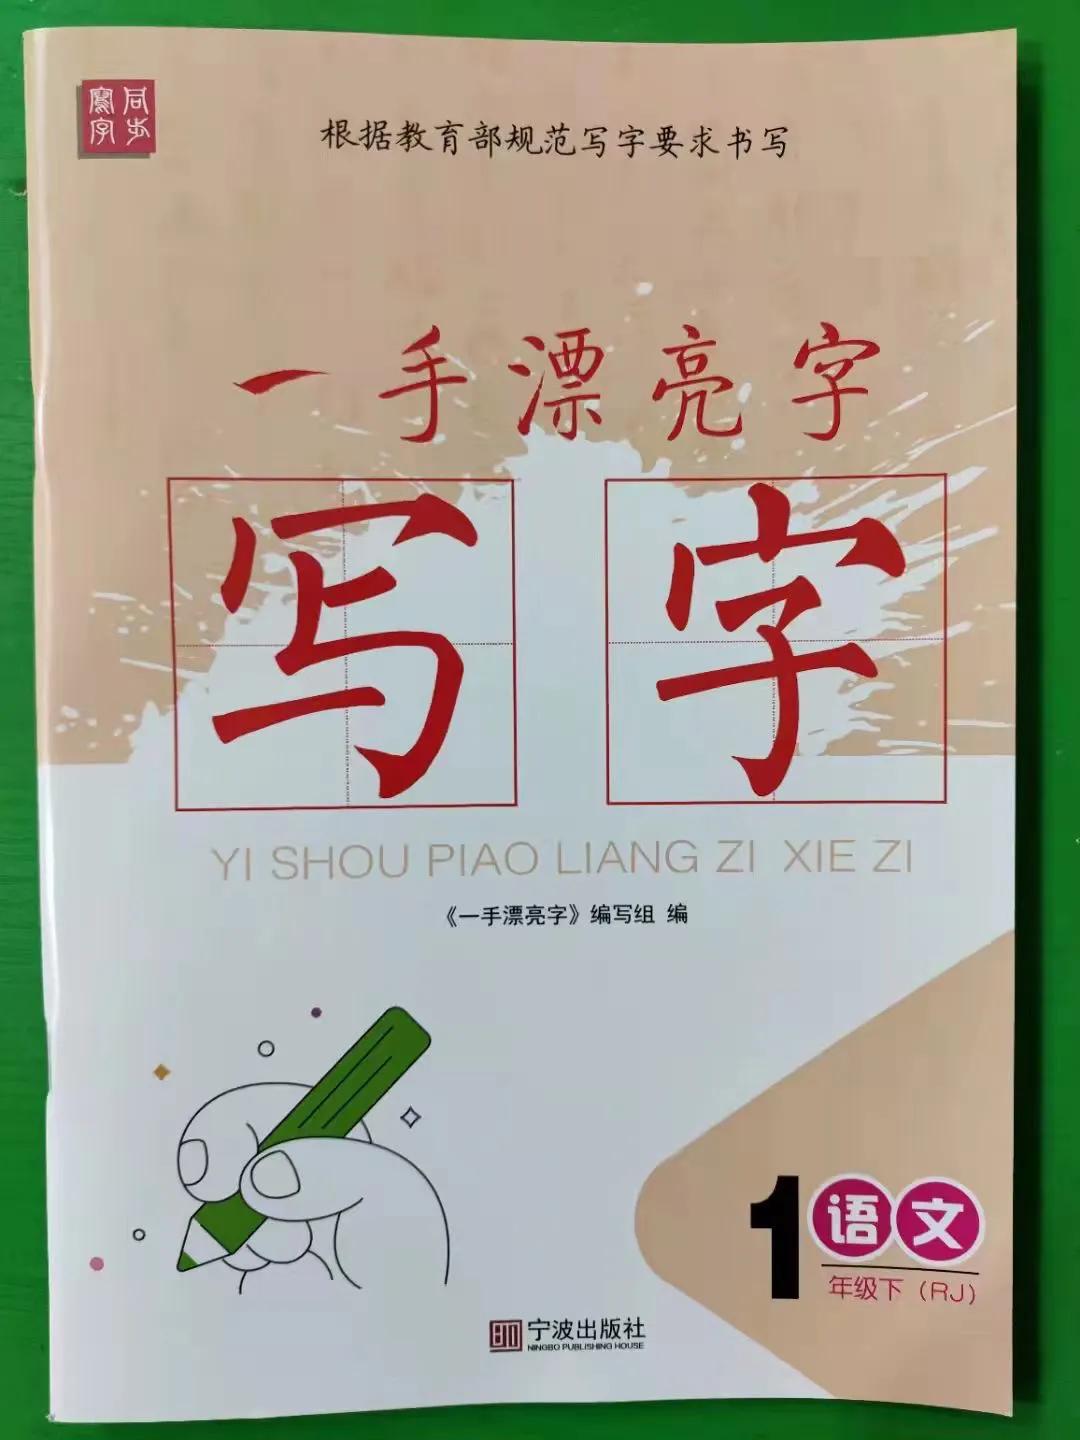 同步
寫字
根据教育部规范写字要求书写
一手漂亮字
写字
YI SHOU PIAO LIANG ZI XIE ZI
《一手漂亮字》编写组 编
1 语文
年级下（RJ）
宁波出版社
NINGBO PUBLISHING HOUSE